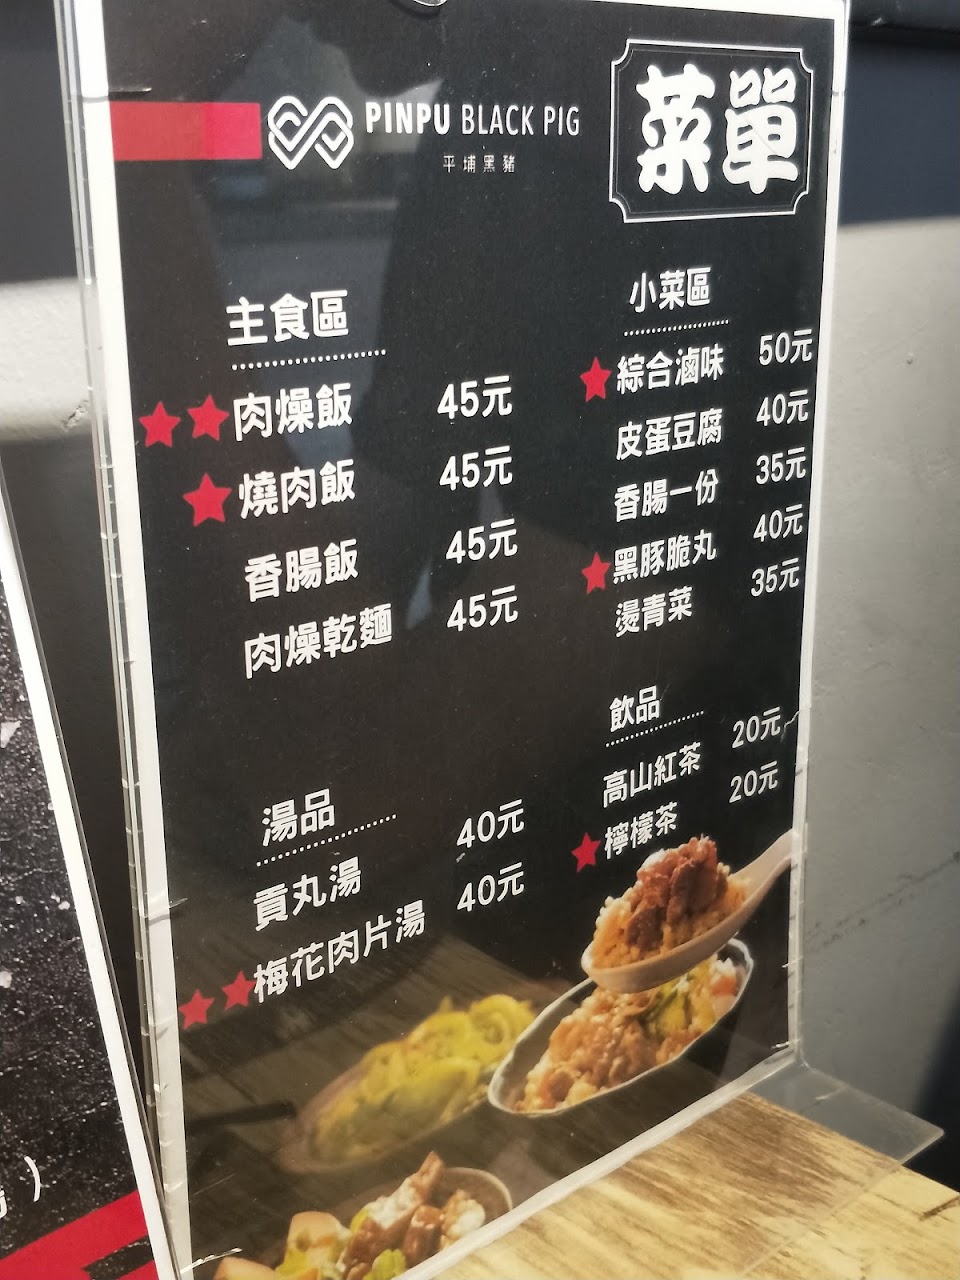 PINPU BLACK PIG
平埔黑豬
菜單
主食區
肉燥飯 45元
燒肉飯 45元
香腸飯 45元
肉燥乾麵 45元
湯品
貢丸湯 40元
梅花肉片湯 40元
小菜區
綜合滷味 50元
皮蛋豆腐 40元
香腸一份 35元
黑豚脆丸 40元
燙青菜 35元
飲品
高山紅茶 20元
檸檬茶 20元